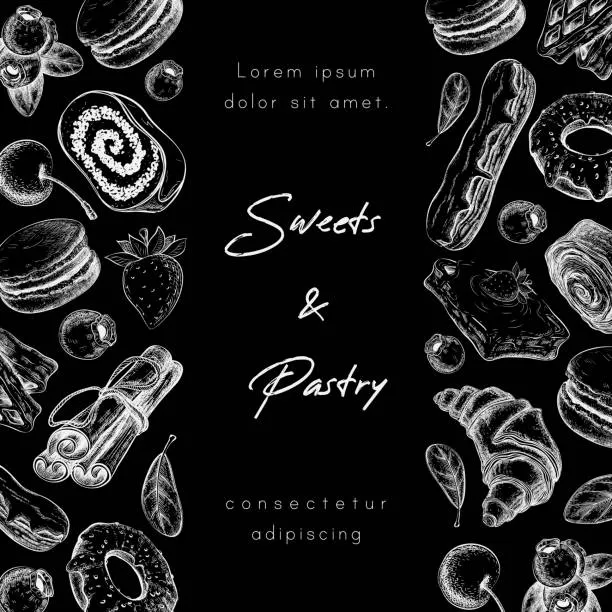 Lorem ipsum
dolor sit amet.
Sweets
&
Pastry
consectetur
adipiscing